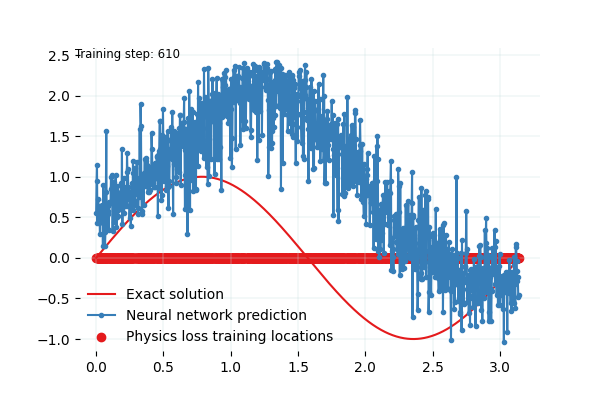 Training step: 610
2.5
2.0
1.5
1.0
0.5
0.0
−0.5
−1.0
Exact solution
Neural network prediction
Physics loss training locations
0.0 0.5 1.0 1.5 2.0 2.5 3.0